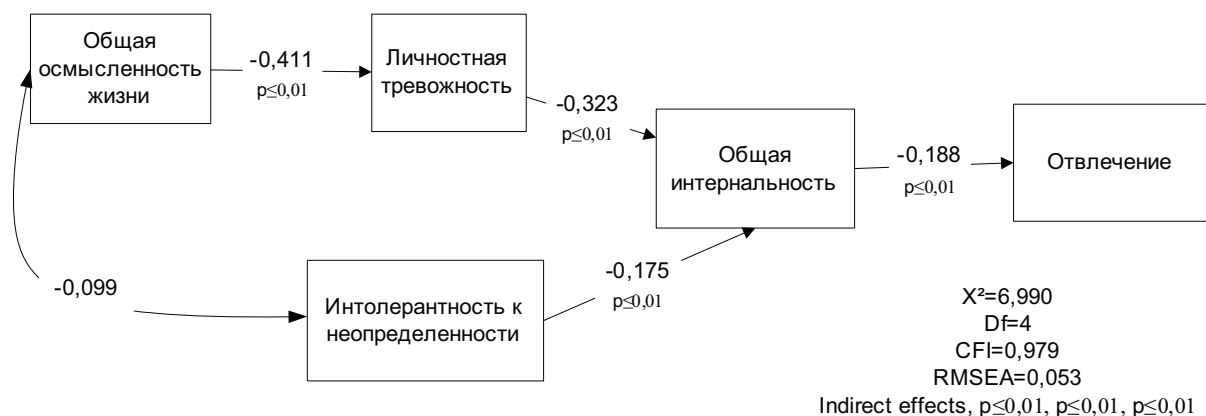 Общая
осмысленность
жизни
-0,411
p≤0,01
Личностная
тревожность
-0,323
p≤0,01
Общая
интернальность
-0,188
p≤0,01
Отвлечение
-0,099
Интолерантность к
неопределенности
-0,175
p≤0,01
X²=6,990
Df=4
CFI=0,979
RMSEA=0,053
Indirect effects, p≤0,01, p≤0,01, p≤0,01